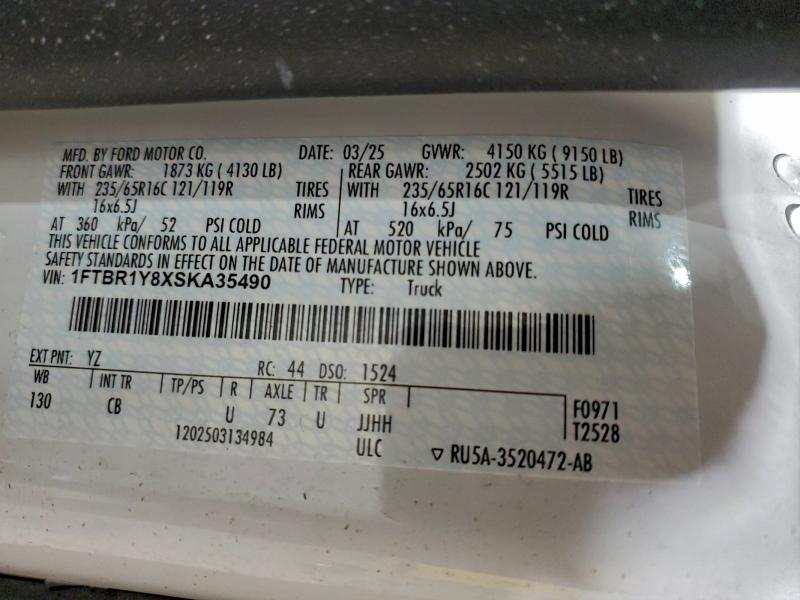 MFD. BY FORD MOTOR CO. DATE: 03/25 GVWR: 4150 KG ( 9150 LB)
FRONT GAWR: 1873 KG ( 4130 LB) REAR GAWR: 2502 KG ( 5515 LB)
WITH 235/65R16C 121/119R TIRES WITH 235/65R16C 121/119R TIRES
16x6.5J RIMS 16x6.5J RIMS
AT 360 kPa/ 52 PSI COLD AT 520 kPa/ 75 PSI COLD
THIS VEHICLE CONFORMS TO ALL APPLICABLE FEDERAL MOTOR VEHICLE
SAFETY STANDARDS IN EFFECT ON THE DATE OF MANUFACTURE SHOWN ABOVE.
VIN: 1FTBR1Y8XSKA35490 TYPE: Truck
EXT PNT: YZ RC: 44 DSO: 1524
WB INT TR TP/PS R AXLE TR SPR
130 CB U 73 U JJHH F0971
1202503134984 ULC T2528
▽ RU5A-3520472-AB